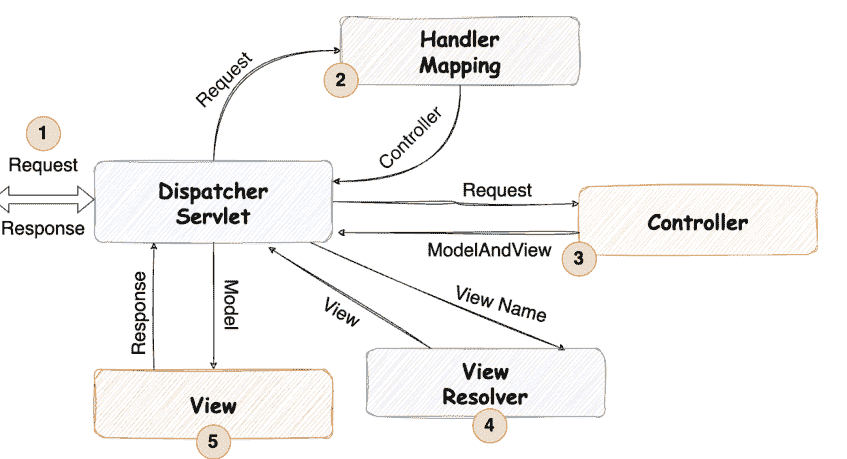 Handler
Mapping
2
Request
Controller
1
Request
Response
Dispatcher
Servlet
Request
ModelAndView
Controller
3
Response
Model
View
View Name
View
5
View
Resolver
4